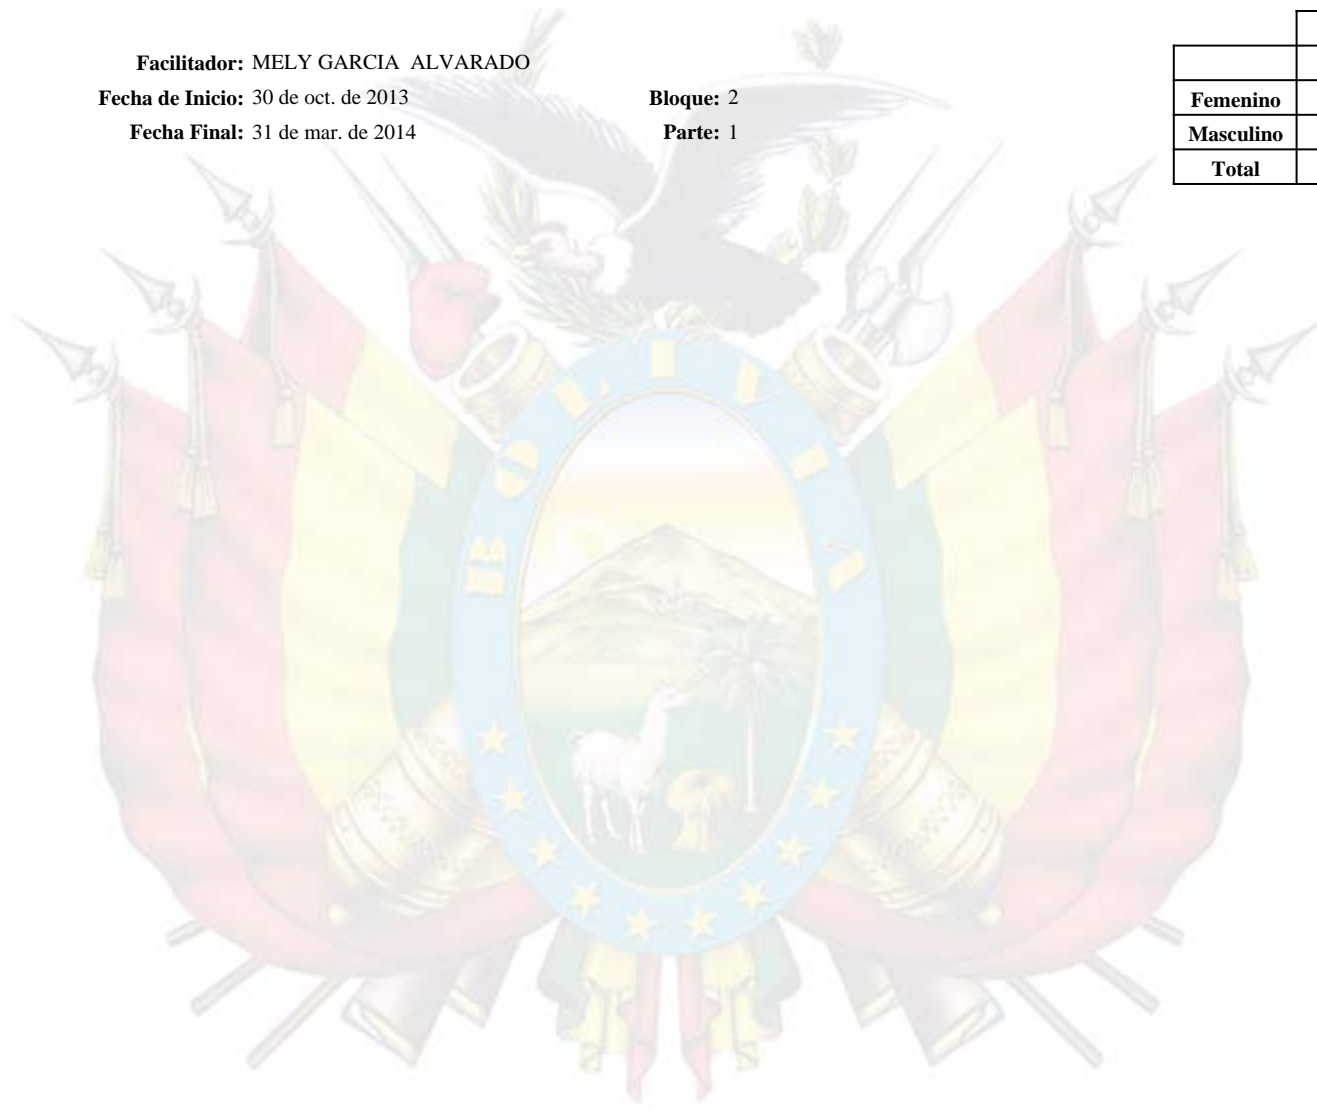 Facilitador: MELY GARCIA ALVARADO
Fecha de Inicio: 30 de oct. de 2013 Bloque: 2
Fecha Final: 31 de mar. de 2014 Parte: 1
Femenino
Masculino
Total
BOLIVIA